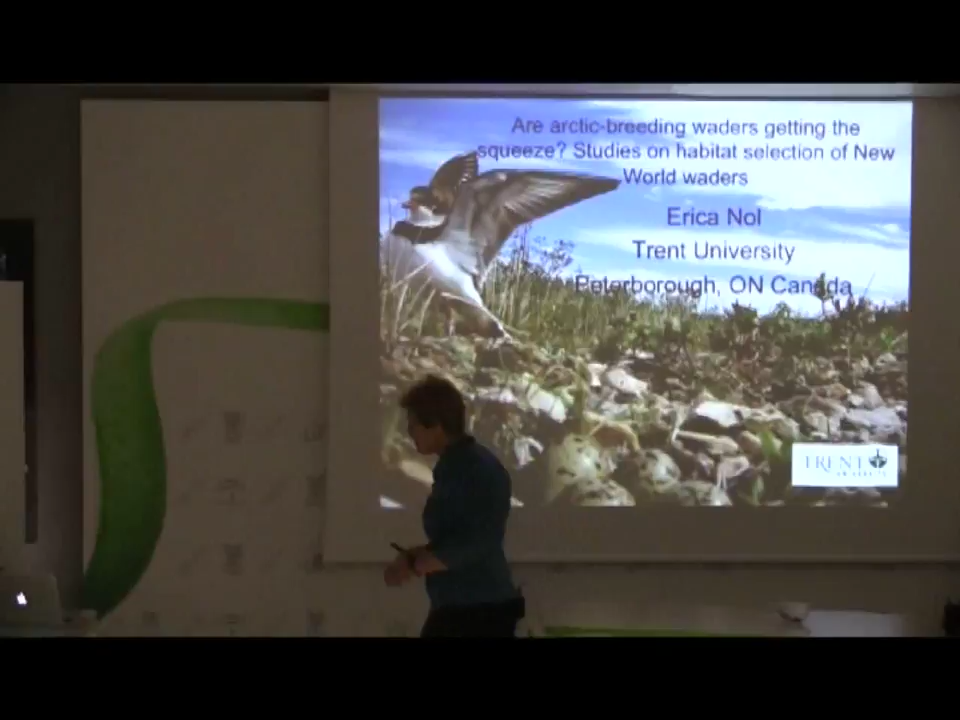 Are arctic-breeding waders getting the
squeeze? Studies on habitat selection of New
World waders
Erica Nol
Trent University
Peterborough, ON Canada
TRENT